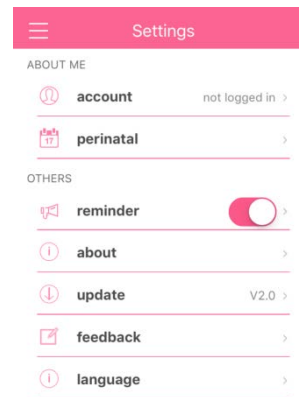 Settings
ABOUT ME
account not logged in
17 perinatal
OTHERS
reminder
about
update V2.0
feedback
language